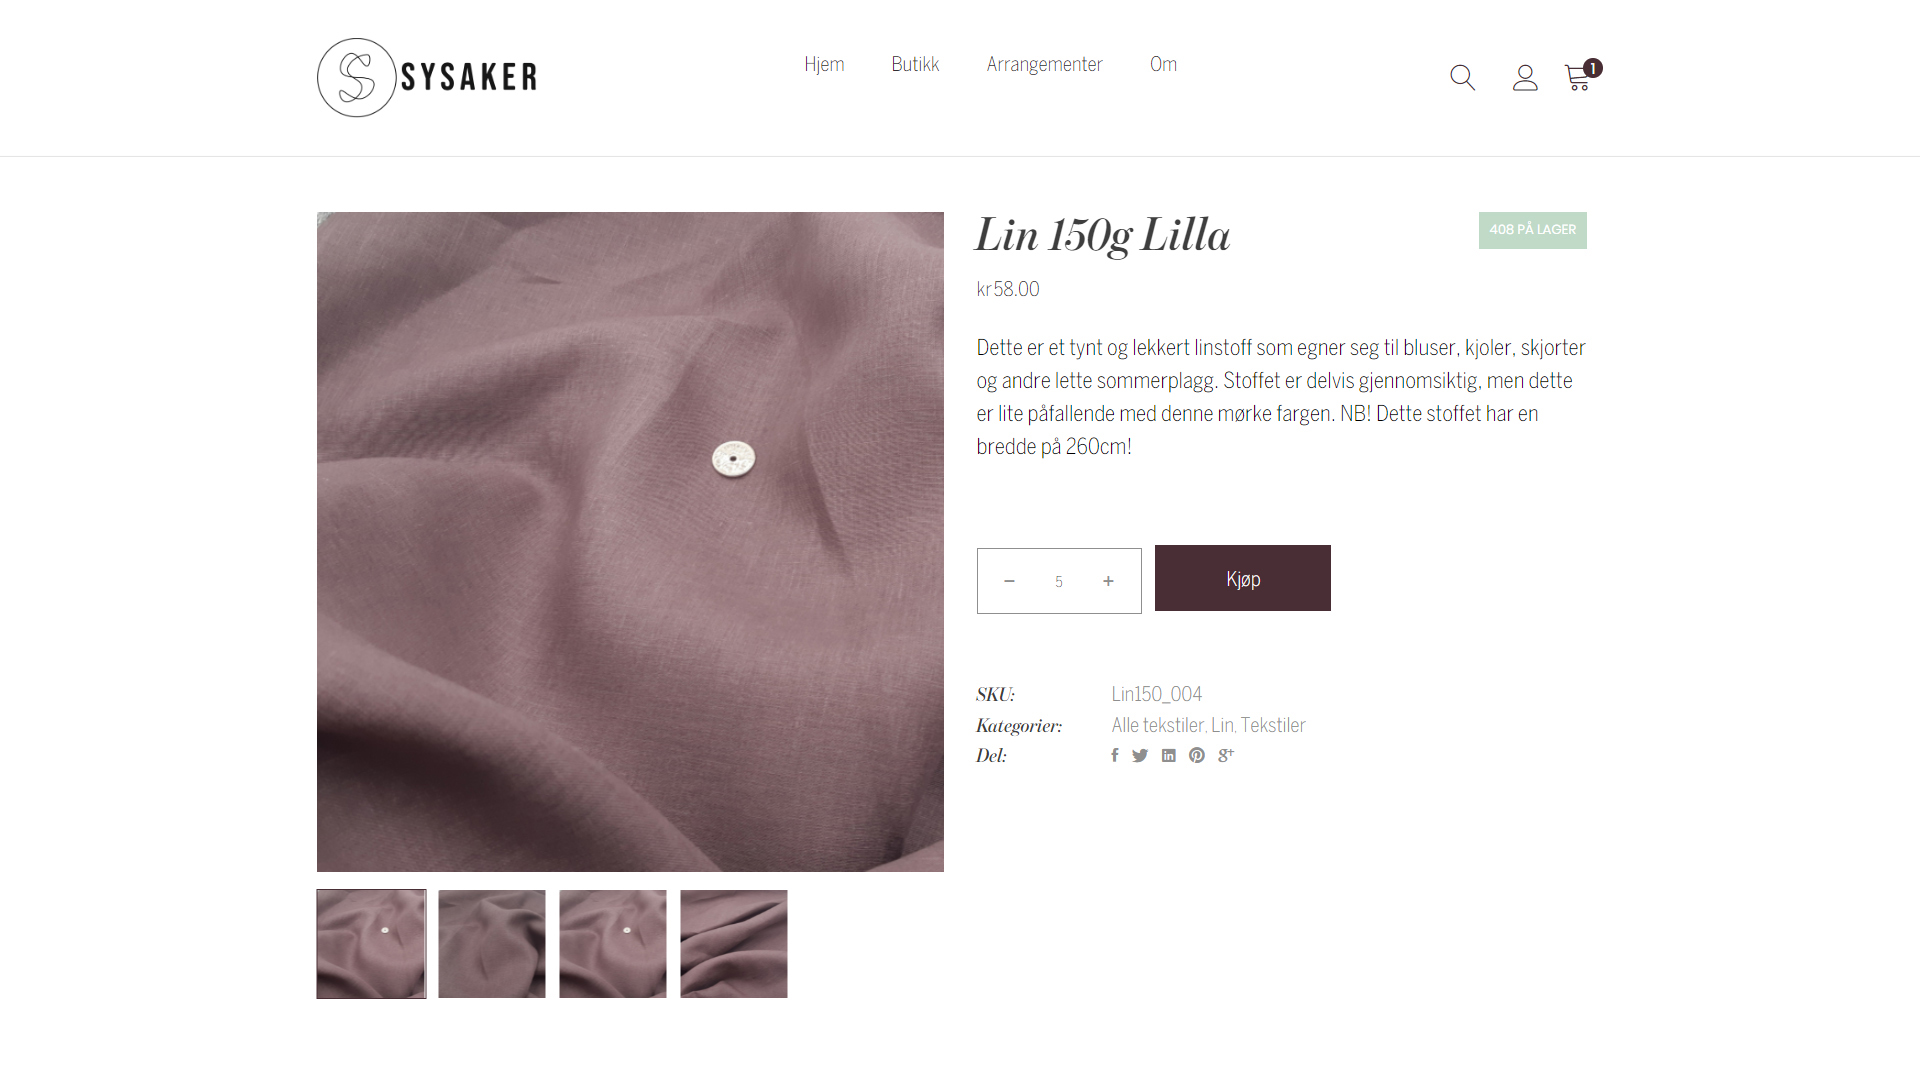 SYSAKER
Hjem
Butikk
Arrangementer
Om
1
Lin 150g Lilla
408 PÅ LAGER
kr58.00
Dette er et tynt og lekkert linstoff som egner seg til bluser, kjoler, skjorter
og andre lette sommerplagg. Stoffet er delvis gjennomsiktig, men dette
er lite påfallende med denne mørke fargen. NB! Dette stoffet har en
bredde på 260cm!
− 5 +
Kjøp
SKU: Lin150_004
Kategorier: Alle tekstiler, Lin, Tekstiler
Del: